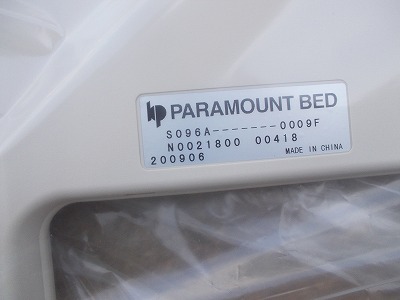 PARAMOUNT BED
S096A-------0009F
N0021800 00418
200906 MADE IN CHINA